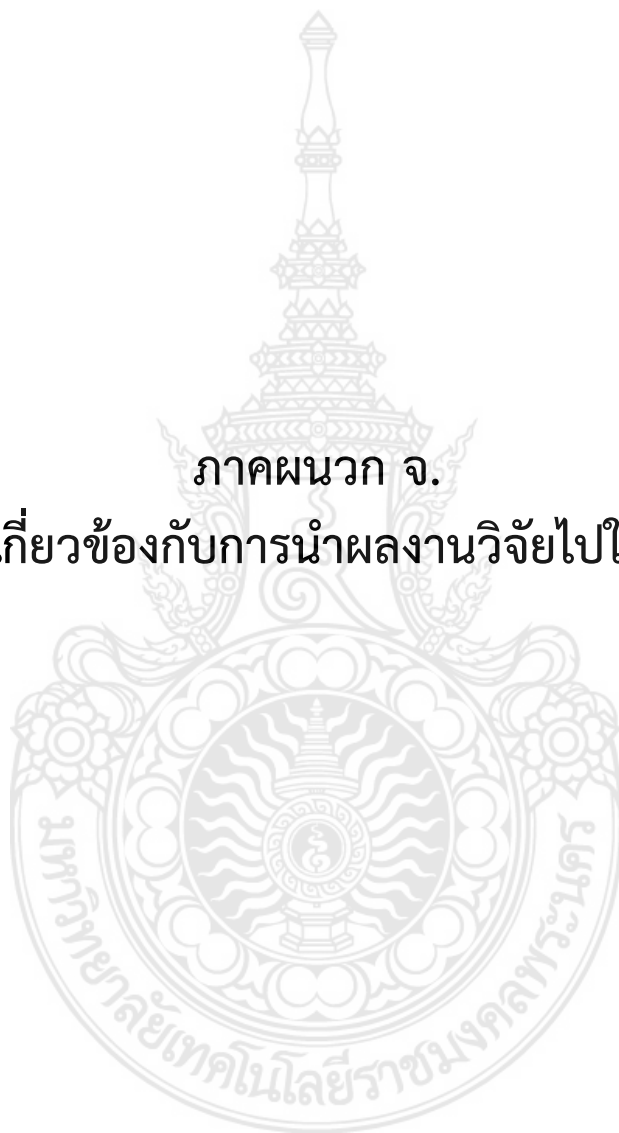 ภาคผนวก จ.
กี่ยวข้องกับการนำผลงานวิจัยไปใ
มหาวิทยาลัยเทคโนโลยีราชมงคลพระนคร